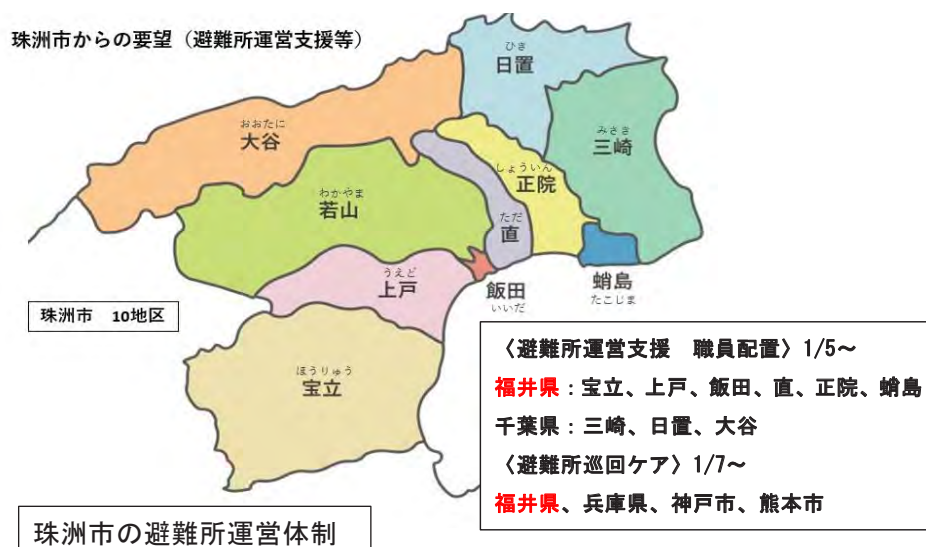 珠洲市からの要望（避難所運営支援等）
ひき
日置
おおたに
大谷
みさき
三崎
しょういん
正院
わかやま
若山
ただ
直
うえど
上戸
飯田
いいだ
蛸島
たこじま
珠洲市　10地区
ほうりゅう
宝立
〈避難所運営支援　職員配置〉1/5～
福井県：宝立、上戸、飯田、直、正院、蛸島
千葉県：三崎、日置、大谷
〈避難所巡回ケア〉1/7～
福井県、兵庫県、神戸市、熊本市
珠洲市の避難所運営体制